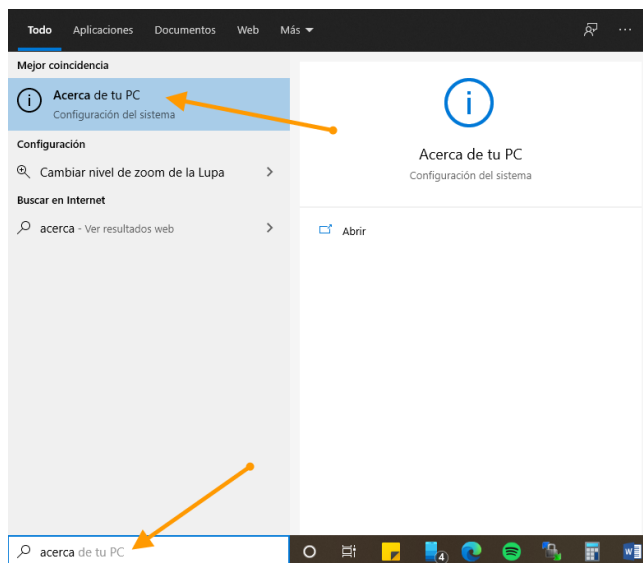 Todo Aplicaciones Documentos Web Más
Mejor coincidencia
Acerca de tu PC
Configuración del sistema
Configuración
Cambiar nivel de zoom de la Lupa
Buscar en Internet
acerca - Ver resultados web
Acerca de tu PC
Configuración del sistema
Abrir
acerca de tu PC
4
W